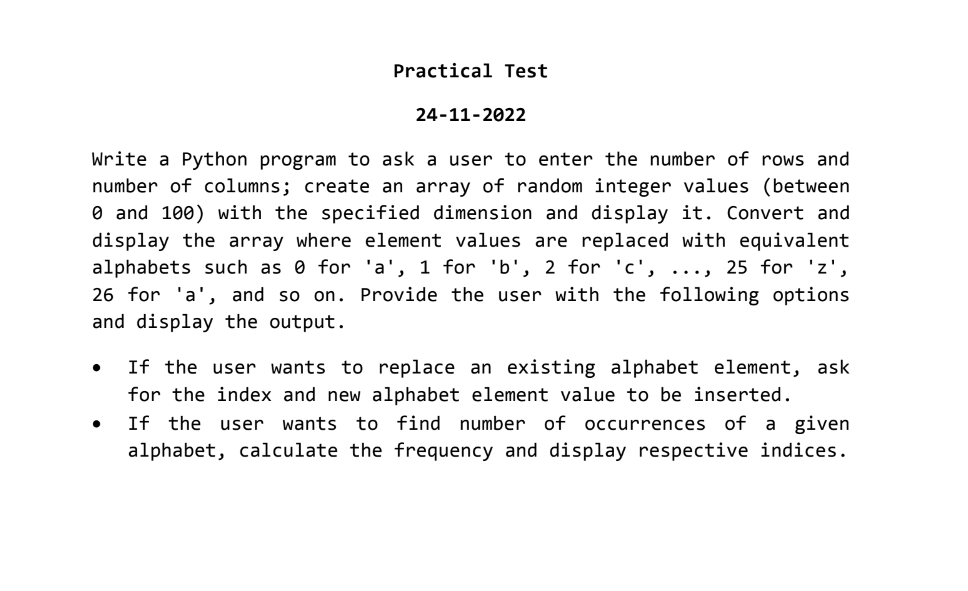 Practical Test
24-11-2022
Write a Python program to ask a user to enter the number of rows and
number of columns; create an array of random integer values (between
0 and 100) with the specified dimension and display it. Convert and
display the array where element values are replaced with equivalent
alphabets such as 0 for 'a', 1 for 'b', 2 for 'c', ..., 25 for 'z',
26 for 'a', and so on. Provide the user with the following options
and display the output.
• If the user wants to replace an existing alphabet element, ask
for the index and new alphabet element value to be inserted.
• If the user wants to find number of occurrences of a given
alphabet, calculate the frequency and display respective indices.